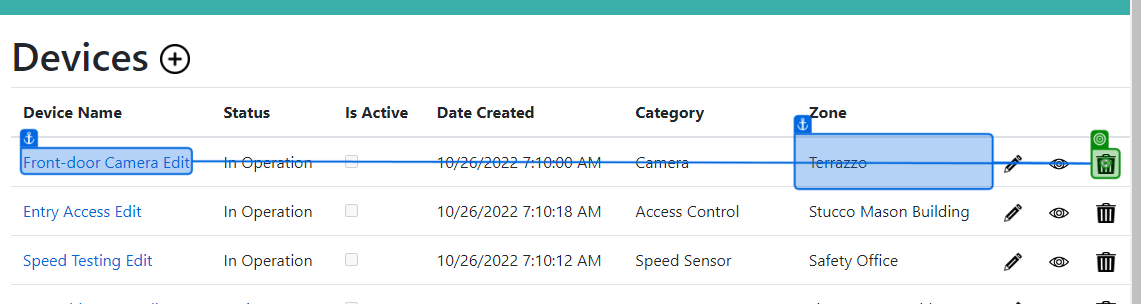 Devices
Device Name Status Is Active Date Created Category Zone
Front-door Camera Edit In Operation 10/26/2022 7:10:00 AM Camera Terrazzo
Entry Access Edit In Operation 10/26/2022 7:10:18 AM Access Control Stucco Mason Building
Speed Testing Edit In Operation 10/26/2022 7:10:12 AM Speed Sensor Safety Office